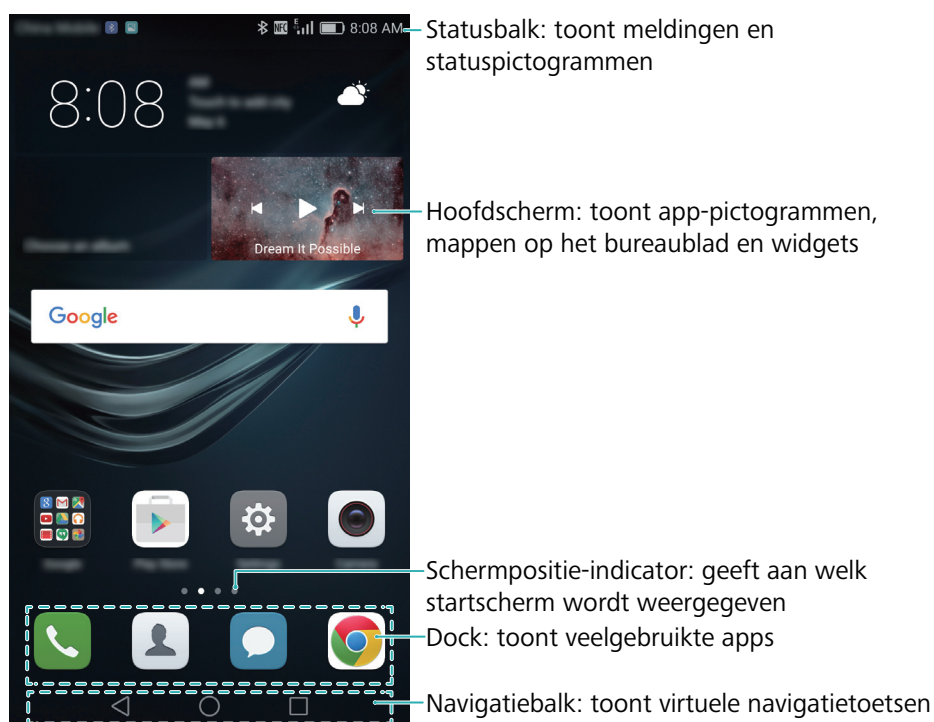 8:08 AM
Statusbalk: toont meldingen en
statuspictogrammen
8:08
Hoofdscherm: toont app-pictogrammen,
mappen op het bureaublad en widgets
Dream It Possible
Google
Schermpositie-indicator: geeft aan welk
startscherm wordt weergegeven
Dock: toont veelgebruikte apps
Navigatiebalk: toont virtuele navigatietoetsen